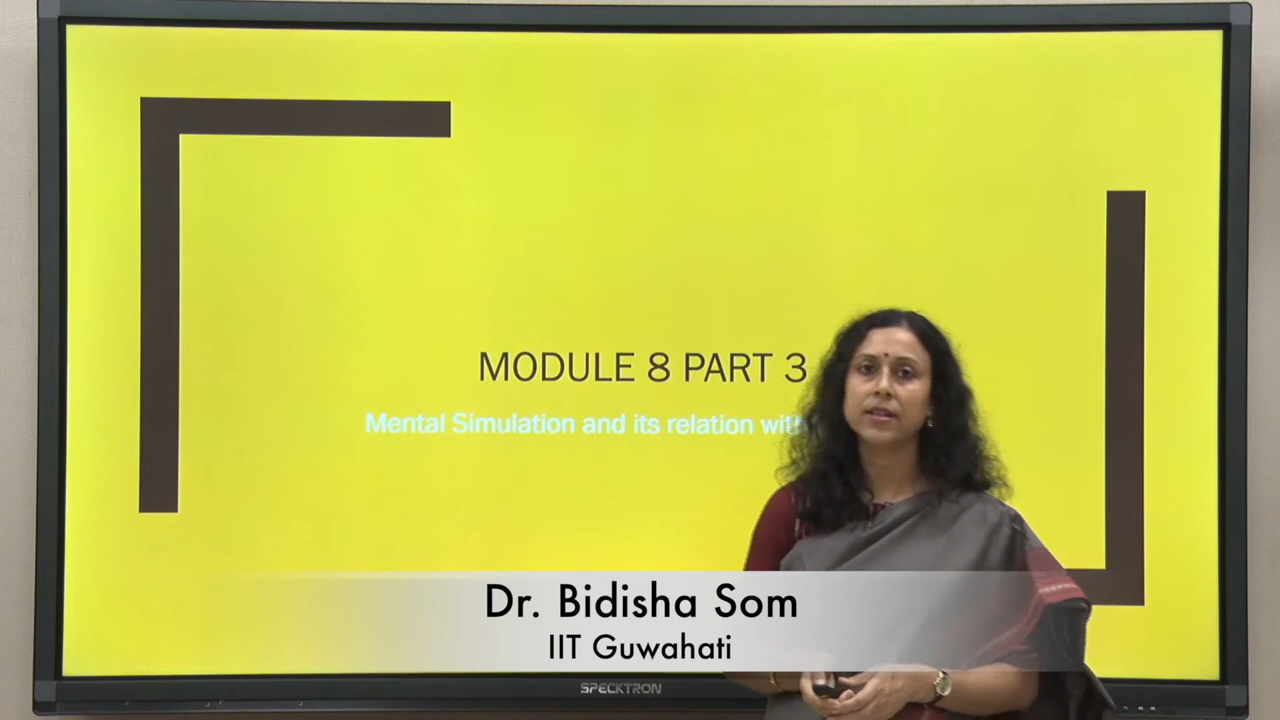 MODULE 8 PART 3
Mental Simulation and its relation with
Dr. Bidisha Som
IIT Guwahati
SPECKTRON